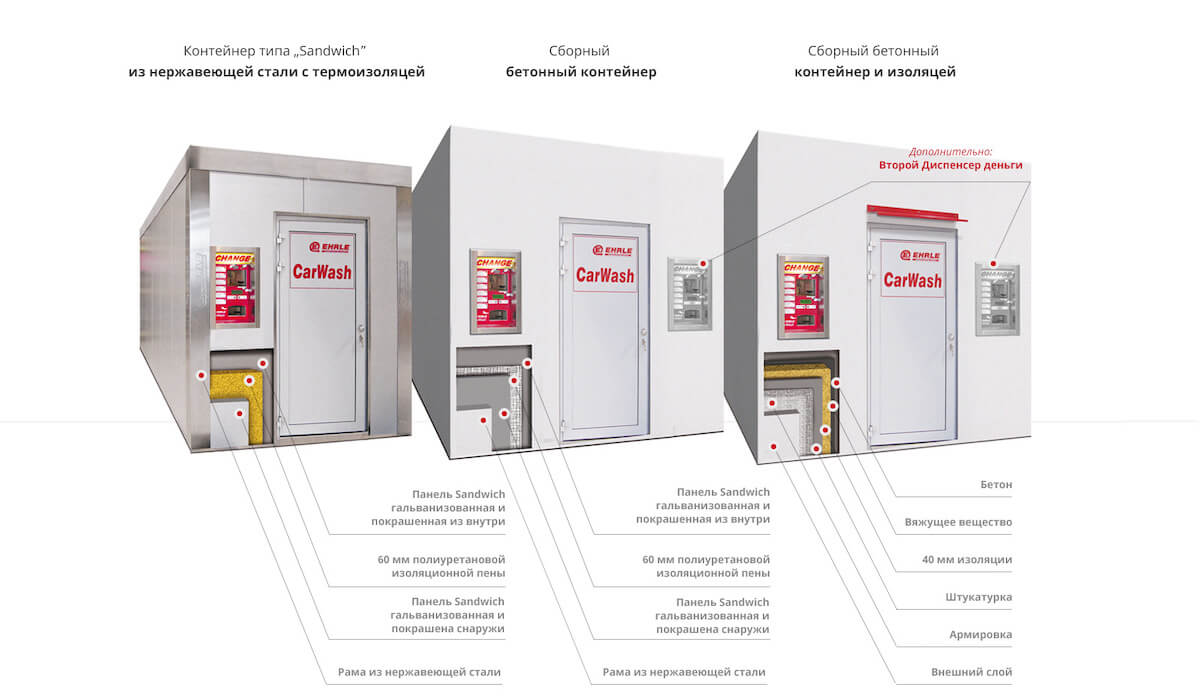 Контейнер типа „Sandwich”
из нержавеющей стали с термоизоляцей
Сборный
бетонный контейнер
Сборный бетонный
контейнер и изоляцей
Дополнительно:
Второй Диспенсер деньги
CHANGE
EHRLE
CarWash
CHANGE
EHRLE
CarWash
CHANGE
CHANGE
EHRLE
CarWash
CHANGE
Панель Sandwich
гальванизованная и
покрашенная из внутри
60 мм полиуретановой
изоляционной пены
Панель Sandwich
гальванизованная и
покрашена снаружи
Рама из нержавеющей стали
Панель Sandwich
гальванизованная и
покрашенная из внутри
60 мм полиуретановой
изоляционной пены
Панель Sandwich
гальванизованная и
покрашена снаружи
Рама из нержавеющей стали
Бетон
Вяжущее вещество
40 мм изоляции
Штукатурка
Армировка
Внешний слой